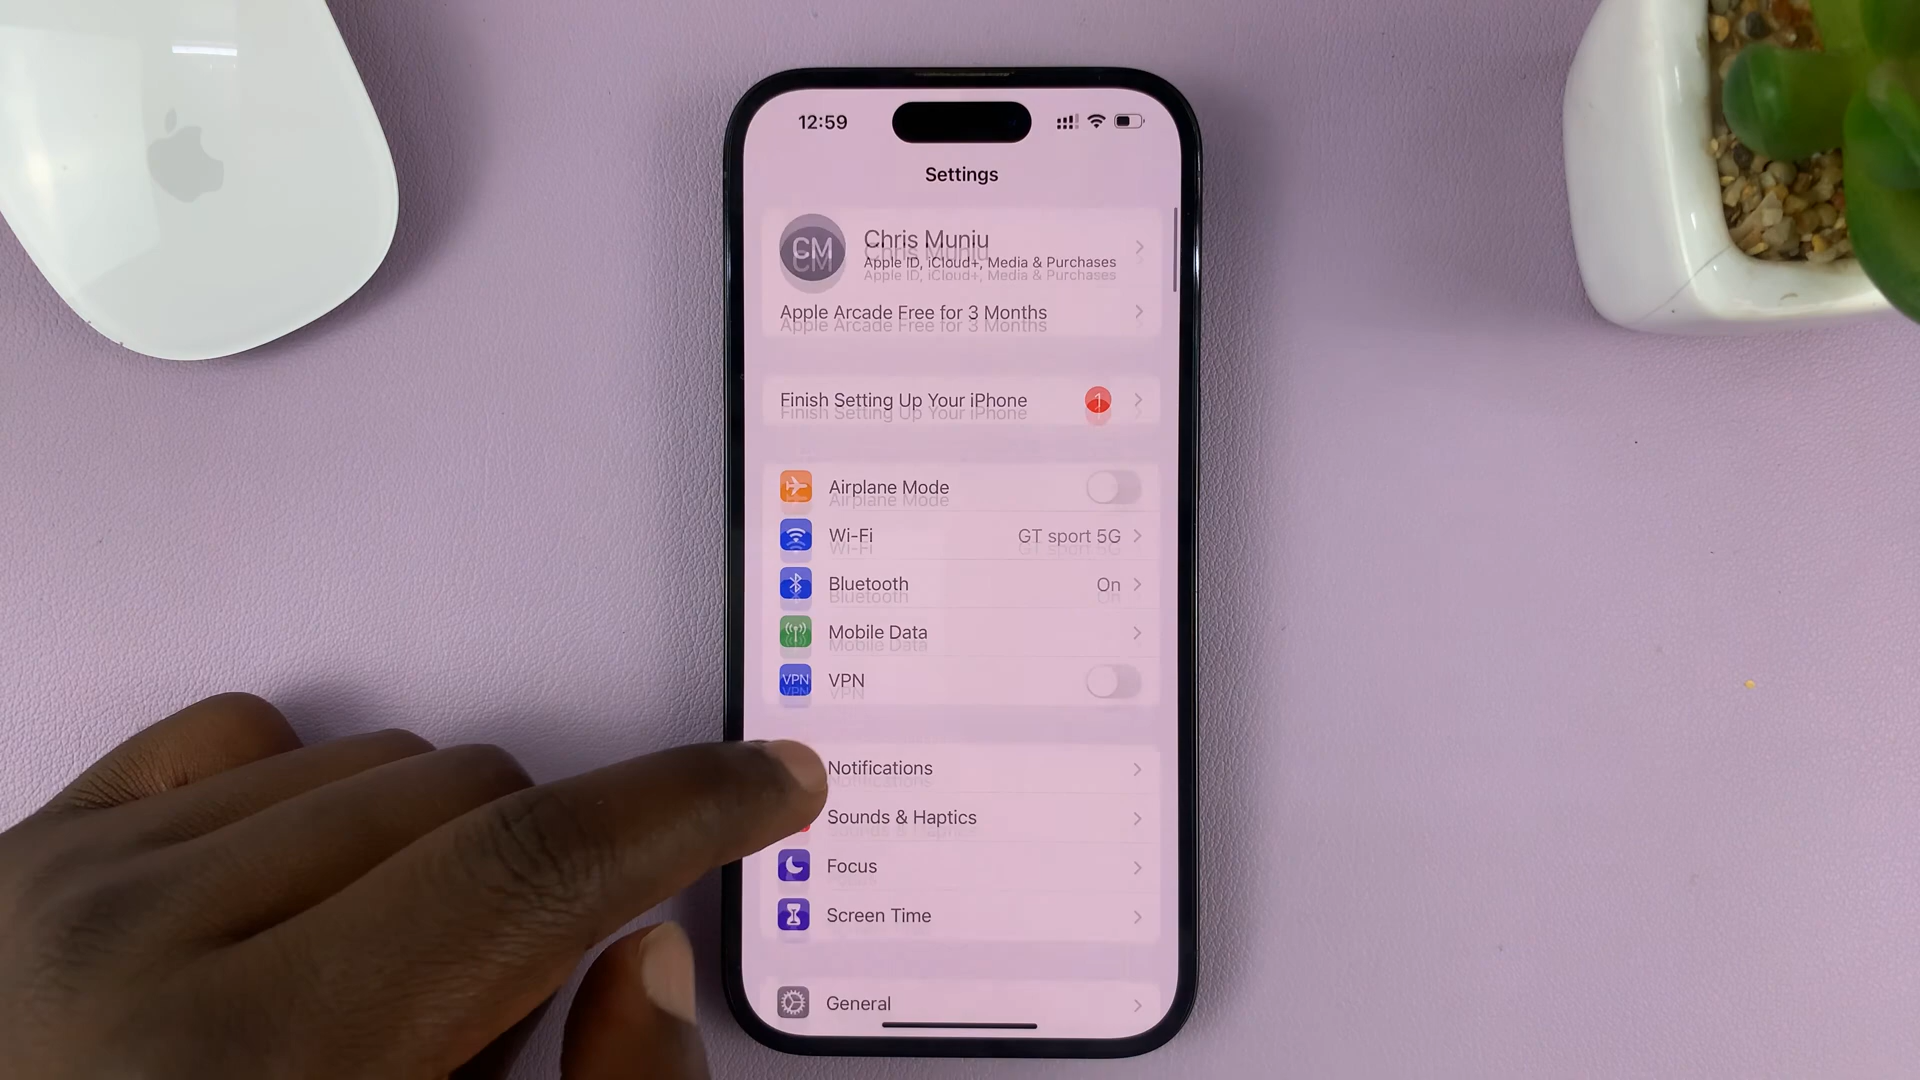 12:59
Settings
CM
Chris Muniu
Apple ID, iCloud+, Media & Purchases
Apple Arcade Free for 3 Months
Finish Setting Up Your iPhone 1
Airplane Mode
Wi-Fi GT sport 5G
Bluetooth On
Mobile Data
VPN VPN
Notifications
Sounds & Haptics
Focus
Screen Time
General